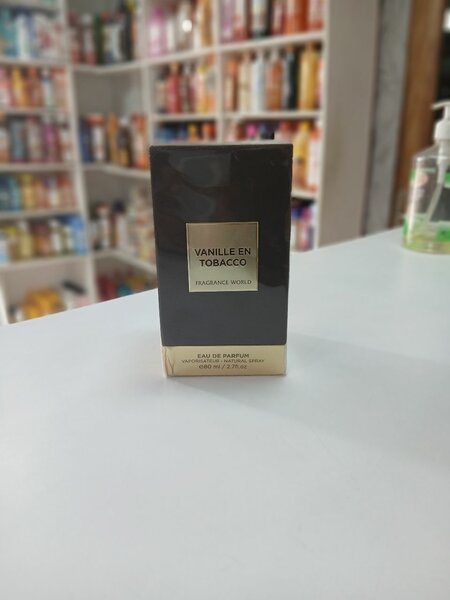 VANILLE EN
TOBACCO
FRAGRANCE WORLD
EAU DE PARFUM
VAPORISATEUR - NATURAL SPRAY
℮80 ml / 2.7fl.oz